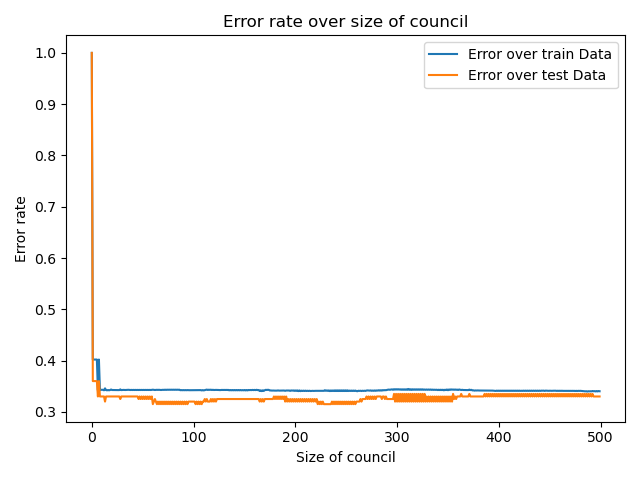 Error rate over size of council
Error over train Data
Error over test Data
1.0
0.9
0.8
0.7
0.6
0.5
0.4
0.3
Error rate
0 100 200 300 400 500
Size of council